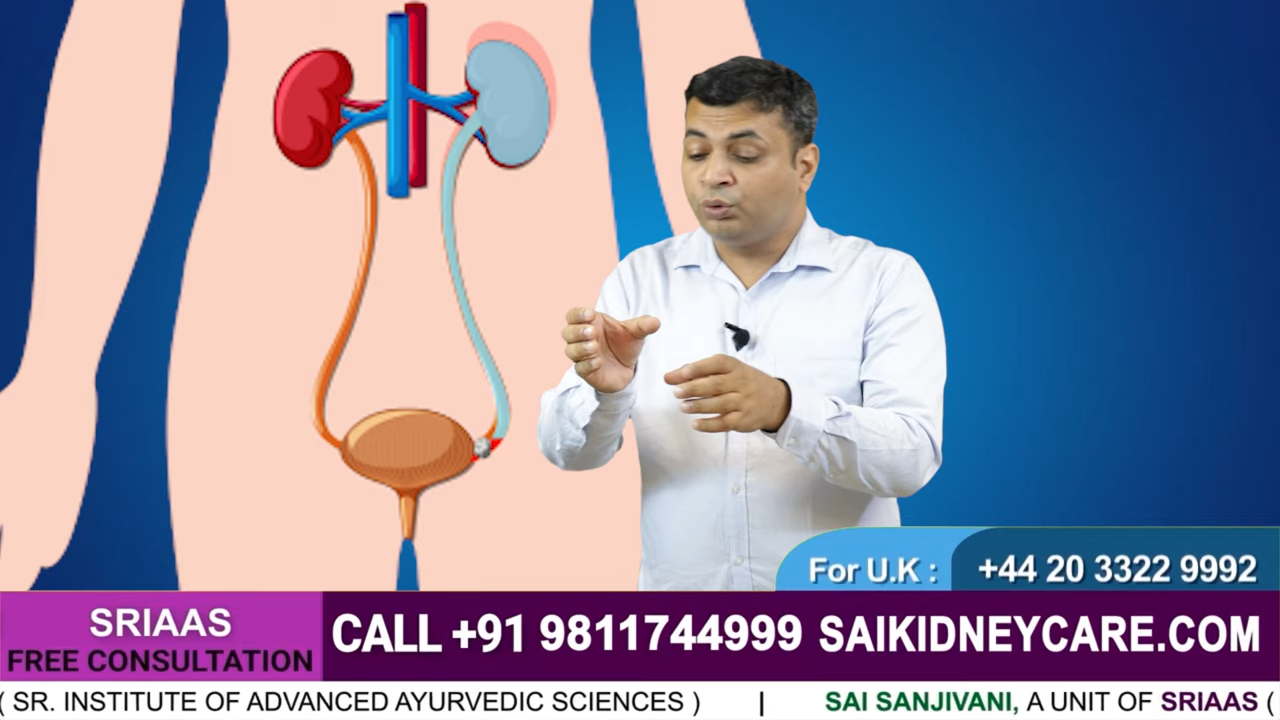 For U.K : +44 20 3322 9992
SRIAAS
FREE CONSULTATION
CALL +91 9811744999 SAIKIDNEYCARE.COM
( SR. INSTITUTE OF ADVANCED AYURVEDIC SCIENCES ) | SAI SANJIVANI, A UNIT OF SRIAAS (